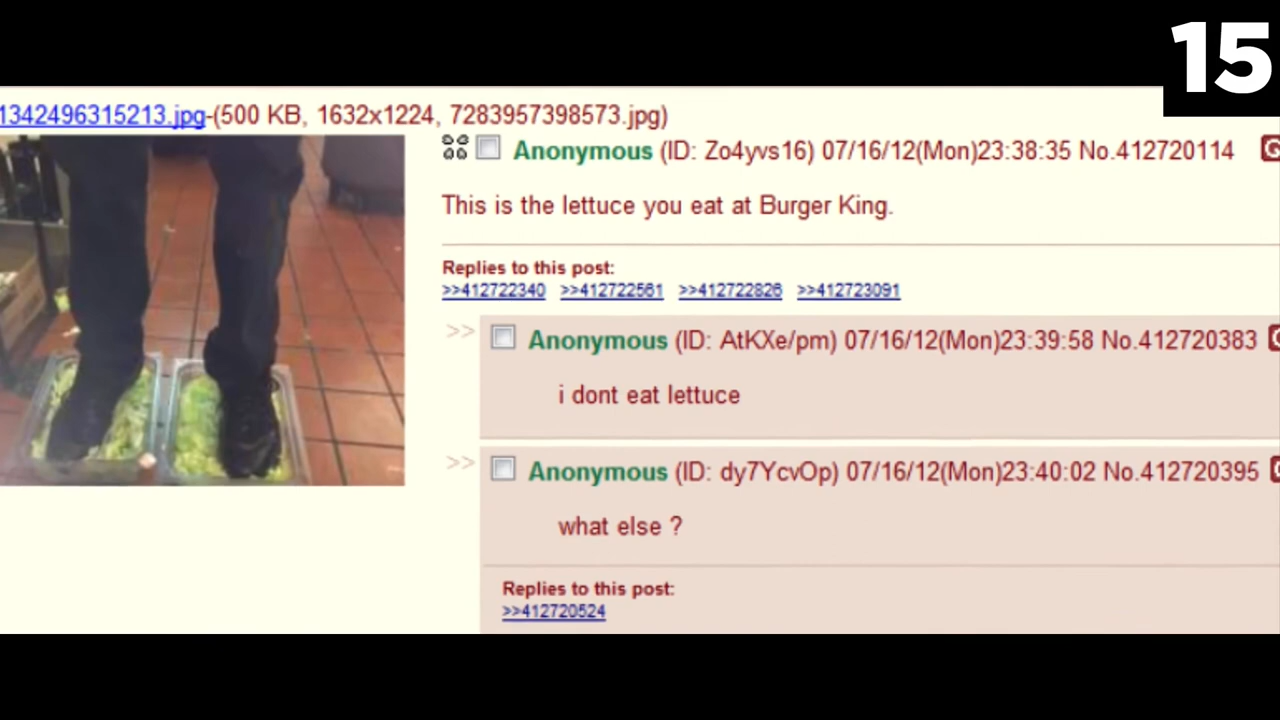 15
1342496315213.jpg-(500 KB, 1632x1224, 7283957398573.jpg)
Anonymous (ID: Zo4yvs16) 07/16/12(Mon)23:38:35 No.412720114
This is the lettuce you eat at Burger King.
Replies to this post:
>>412722340 >>412722561 >>412722826 >>412723091
>> Anonymous (ID: AtKXe/pm) 07/16/12(Mon)23:39:58 No.412720383
i dont eat lettuce
>> Anonymous (ID: dy7YcvOp) 07/16/12(Mon)23:40:02 No.412720395
what else ?
Replies to this post:
>>412720524